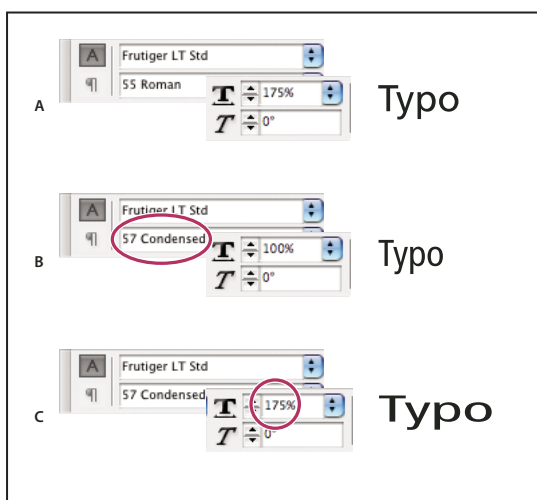 A
Frutiger LT Std
55 Roman
T 175%
T 0°
Typo
A
B
Frutiger LT Std
57 Condensed
T 100%
T 0°
Typo
A
C
Frutiger LT Std
57 Condensed
T 175%
T 0°
Typo